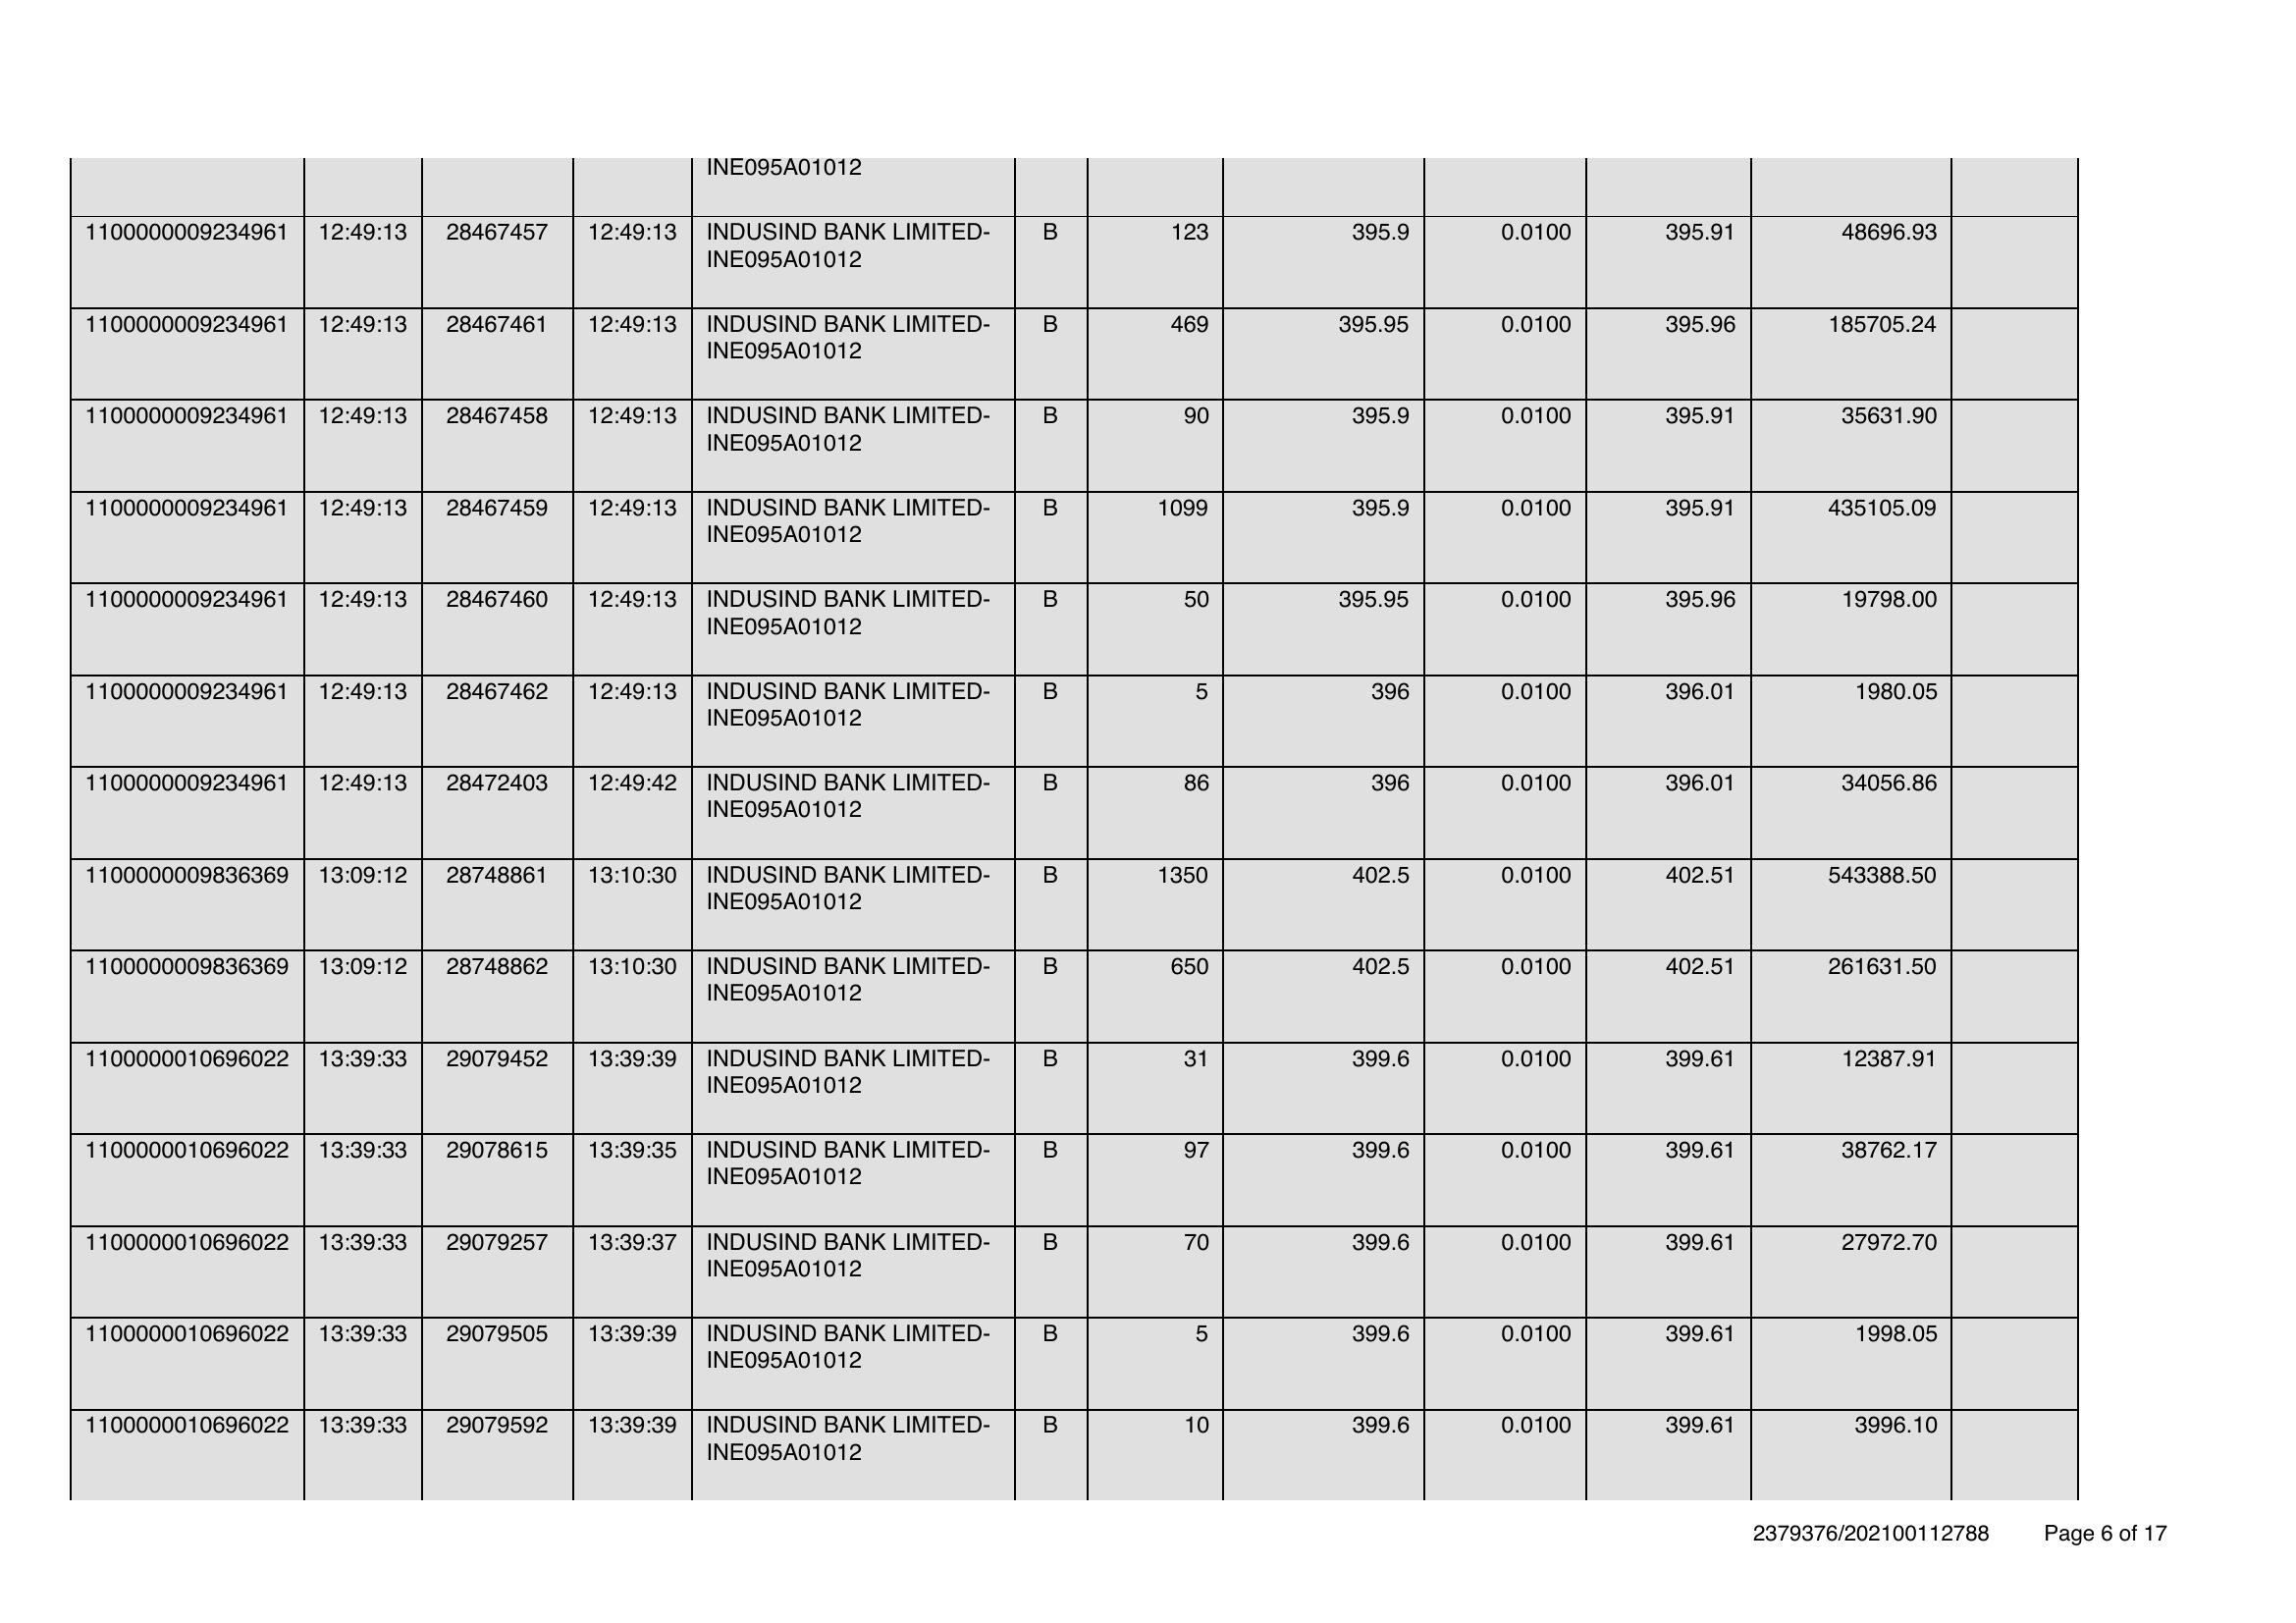 INE095A01012
1100000009234961 12:49:13 28467457 12:49:13 INDUSIND BANK LIMITED- B 123 395.9 0.0100 395.91 48696.93
INE095A01012
1100000009234961 12:49:13 28467461 12:49:13 INDUSIND BANK LIMITED- B 469 395.95 0.0100 395.96 185705.24
INE095A01012
1100000009234961 12:49:13 28467458 12:49:13 INDUSIND BANK LIMITED- B 90 395.9 0.0100 395.91 35631.90
INE095A01012
1100000009234961 12:49:13 28467459 12:49:13 INDUSIND BANK LIMITED- B 1099 395.9 0.0100 395.91 435105.09
INE095A01012
1100000009234961 12:49:13 28467460 12:49:13 INDUSIND BANK LIMITED- B 50 395.95 0.0100 395.96 19798.00
INE095A01012
1100000009234961 12:49:13 28467462 12:49:13 INDUSIND BANK LIMITED- B 5 396 0.0100 396.01 1980.05
INE095A01012
1100000009234961 12:49:13 28472403 12:49:42 INDUSIND BANK LIMITED- B 86 396 0.0100 396.01 34056.86
INE095A01012
1100000009836369 13:09:12 28748861 13:10:30 INDUSIND BANK LIMITED- B 1350 402.5 0.0100 402.51 543388.50
INE095A01012
1100000009836369 13:09:12 28748862 13:10:30 INDUSIND BANK LIMITED- B 650 402.5 0.0100 402.51 261631.50
INE095A01012
1100000010696022 13:39:33 29079452 13:39:39 INDUSIND BANK LIMITED- B 31 399.6 0.0100 399.61 12387.91
INE095A01012
1100000010696022 13:39:33 29078615 13:39:35 INDUSIND BANK LIMITED- B 97 399.6 0.0100 399.61 38762.17
INE095A01012
1100000010696022 13:39:33 29079257 13:39:37 INDUSIND BANK LIMITED- B 70 399.6 0.0100 399.61 27972.70
INE095A01012
1100000010696022 13:39:33 29079505 13:39:39 INDUSIND BANK LIMITED- B 5 399.6 0.0100 399.61 1998.05
INE095A01012
1100000010696022 13:39:33 29079592 13:39:39 INDUSIND BANK LIMITED- B 10 399.6 0.0100 399.61 3996.10
INE095A01012
2379376/202100112788 Page 6 of 17